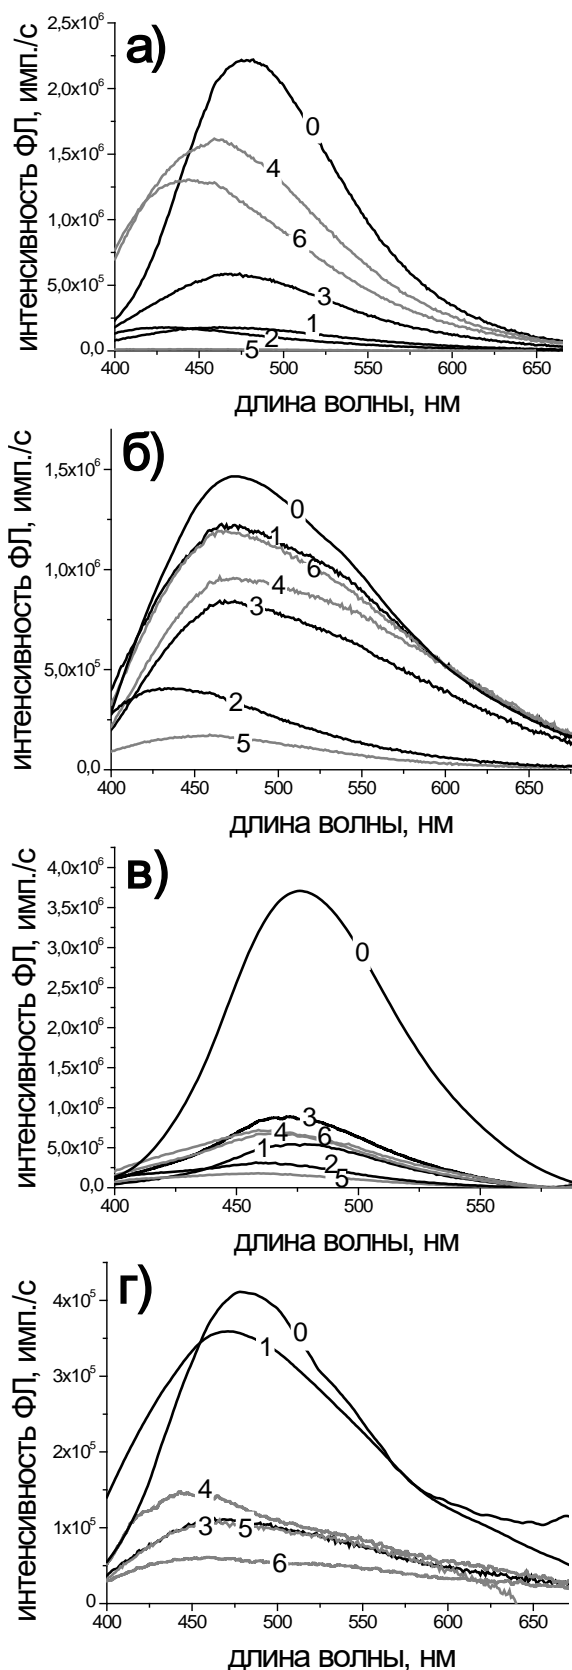 а)
интенсивность ФЛ, имп./с
2,5x10⁶
2,0x10⁶
1,5x10⁶
1,0x10⁶
5,0x10⁵
0,0
0
4
6
3
1
2
5
400 450 500 550 600 650
длина волны, нм
б)
интенсивность ФЛ, имп./с
1,5x10⁶
1,0x10⁶
5,0x10⁵
0,0
0
1
6
4
3
2
5
400 450 500 550 600 650
длина волны, нм
в)
интенсивность ФЛ, имп./с
4,0x10⁶
3,5x10⁶
3,0x10⁶
2,5x10⁶
2,0x10⁶
1,5x10⁶
1,0x10⁶
5,0x10⁵
0,0
0
3
4 6
1
2
5
400 450 500 550
длина волны, нм
г)
интенсивность ФЛ, имп./с
4x10⁵
3x10⁵
2x10⁵
1x10⁵
0
0
1
4
3 5
6
400 450 500 550 600 650
длина волны, нм